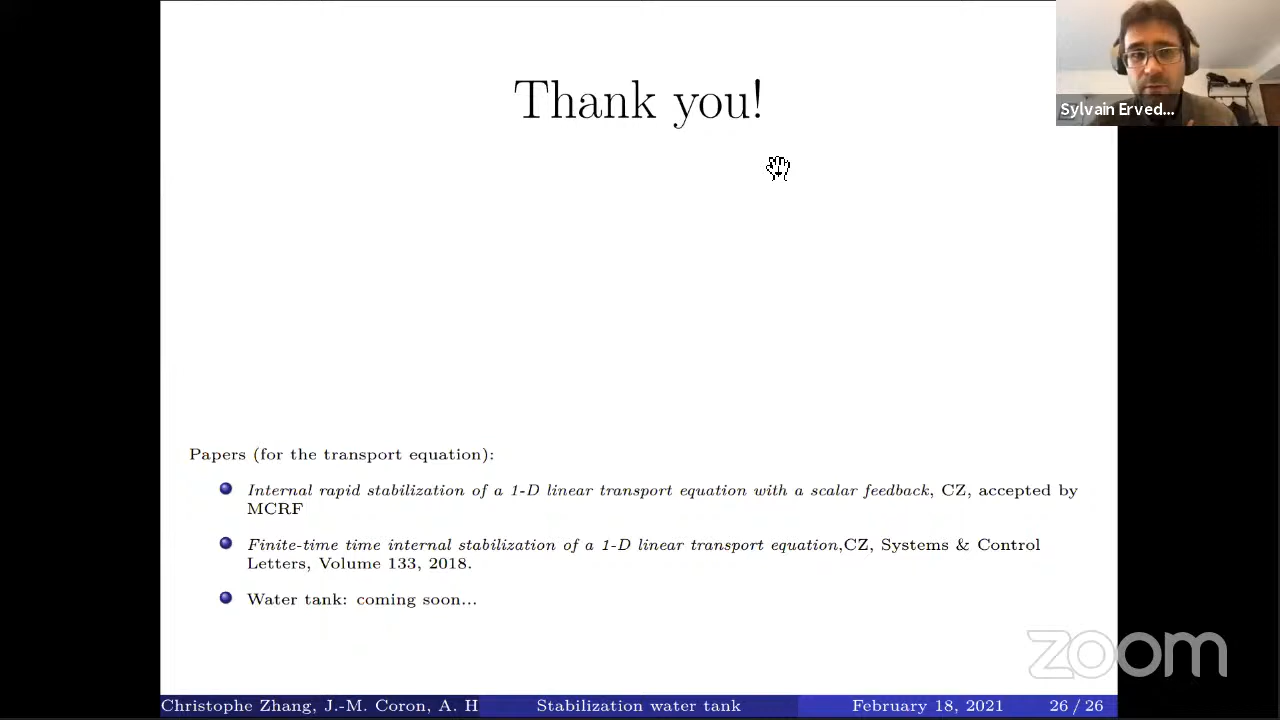 Thank you!
Sylvain Erved...
Papers (for the transport equation):
Internal rapid stabilization of a 1-D linear transport equation with a scalar feedback, CZ, accepted by
MCRF
Finite-time time internal stabilization of a 1-D linear transport equation,CZ, Systems & Control
Letters, Volume 133, 2018.
Water tank: coming soon...
zoom
Christophe Zhang, J.-M. Coron, A. H
Stabilization water tank
February 18, 2021
26 / 26